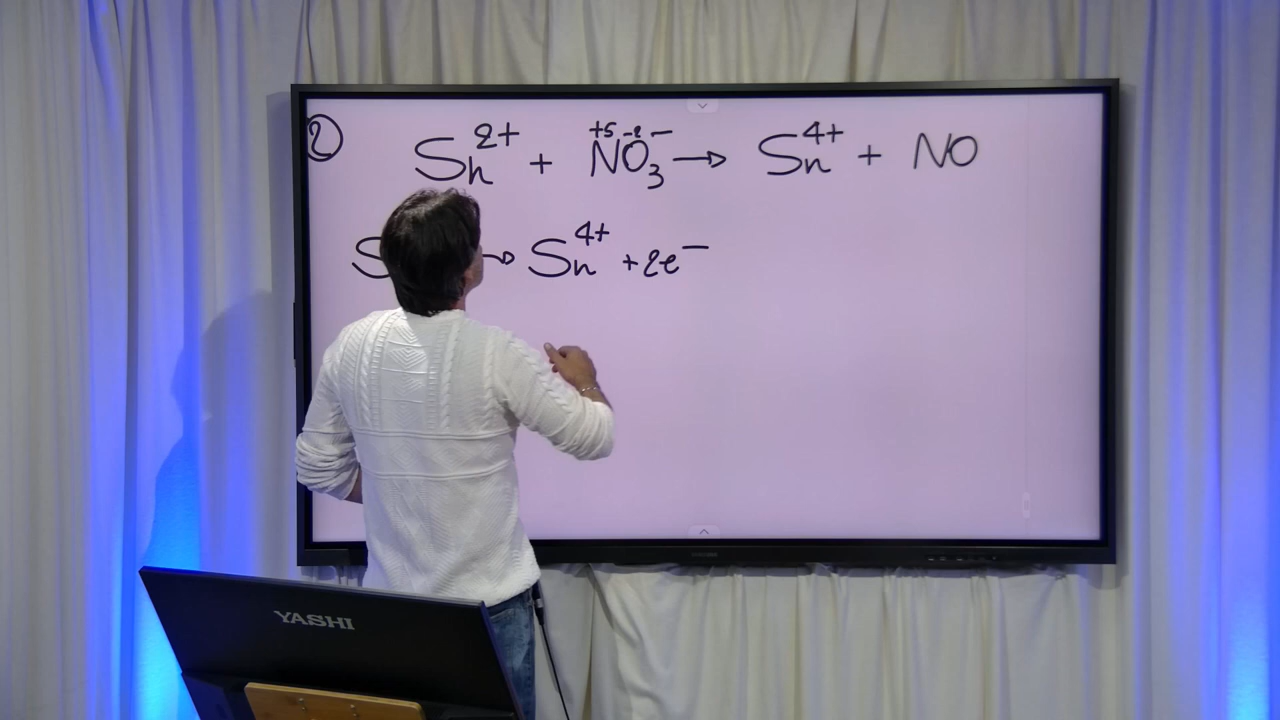 ② Sn²⁺ + NO₃⁻ → Sn⁴⁺ + NO
+5 -2
S → Sn⁴⁺ + 2e⁻
YASHI